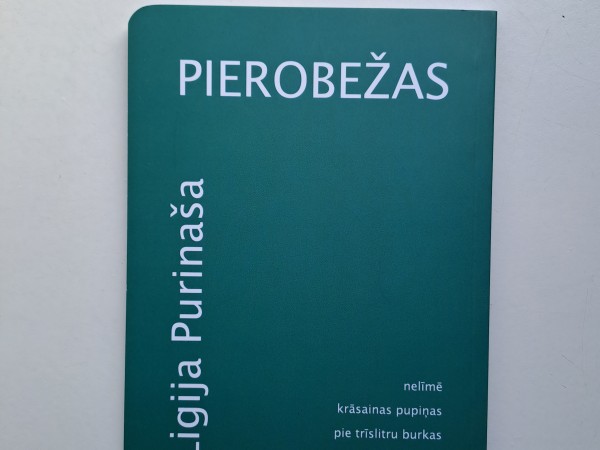 PIEROBEŽAS
Ligija Purinaša
nelīmē
krāsainas pupiņas
pie trīslitru burkas